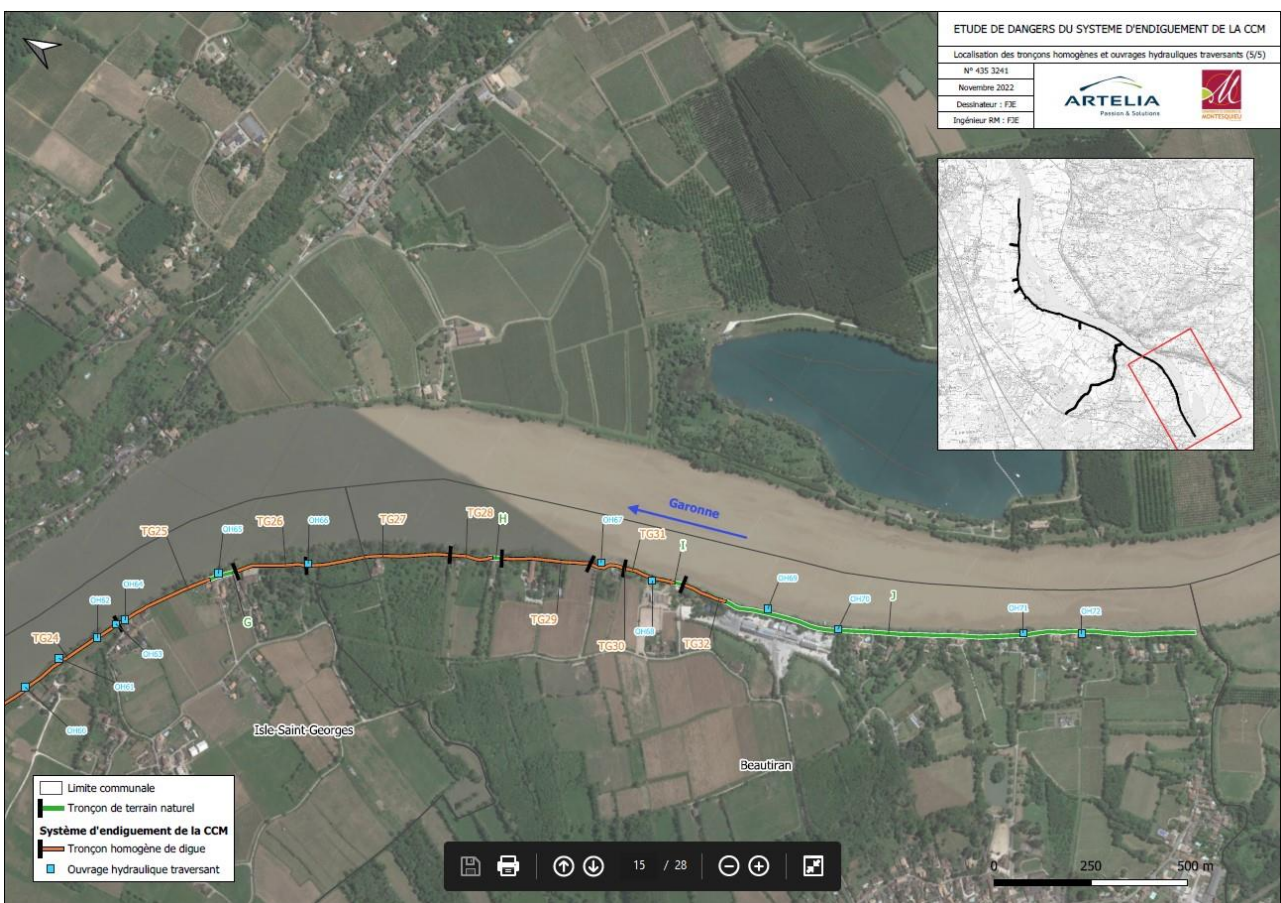 ETUDE DE DANGERS DU SYSTEME D'ENDIGUEMENT DE LA CCM
Localisation des tronçons homogènes et ouvrages hydrauliques traversants (5/5)
N° 435 3241
Novembre 2022
Dessinateur : FJE
Ingénieur RM : FJE
ARTELIA
Passion & Solutions
MONTESQUIEU
Garonne
TG28
H
OH67
TG31
I
TG25
OH65
TG26
OH66
TG27
OH69
OH64
OH62
OH70
J
OH71
OH72
TG24
G
TG29
OH63
TG30
OH68
TG32
OH61
OH60
Isle-Saint-Georges
Beautiran
Limite communale
Tronçon de terrain naturel
Système d'endiguement de la CCM
Tronçon homogène de digue
Ouvrage hydraulique traversant
15 / 28
0 250 500 m